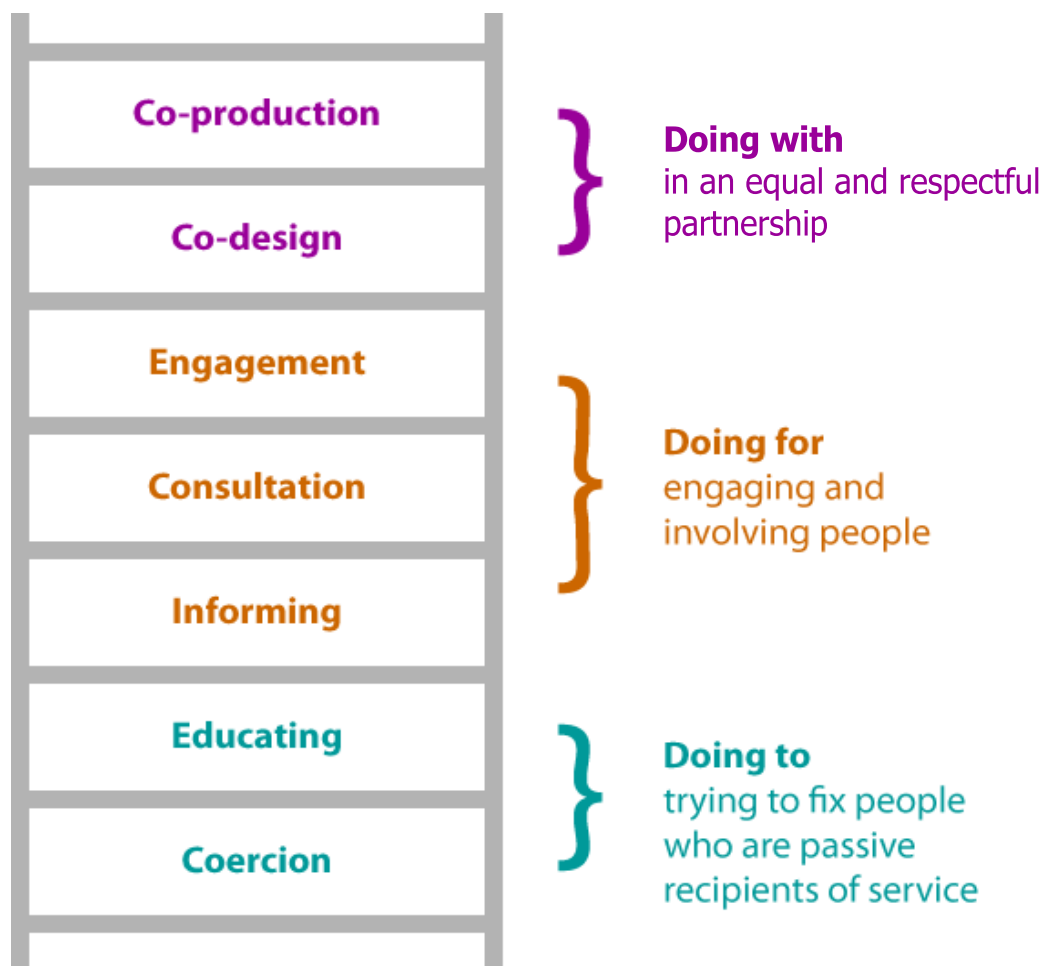 Co-production
Co-design
Doing with
in an equal and respectful
partnership
Engagement
Consultation
Informing
Doing for
engaging and
involving people
Educating
Coercion
Doing to
trying to fix people
who are passive
recipients of service